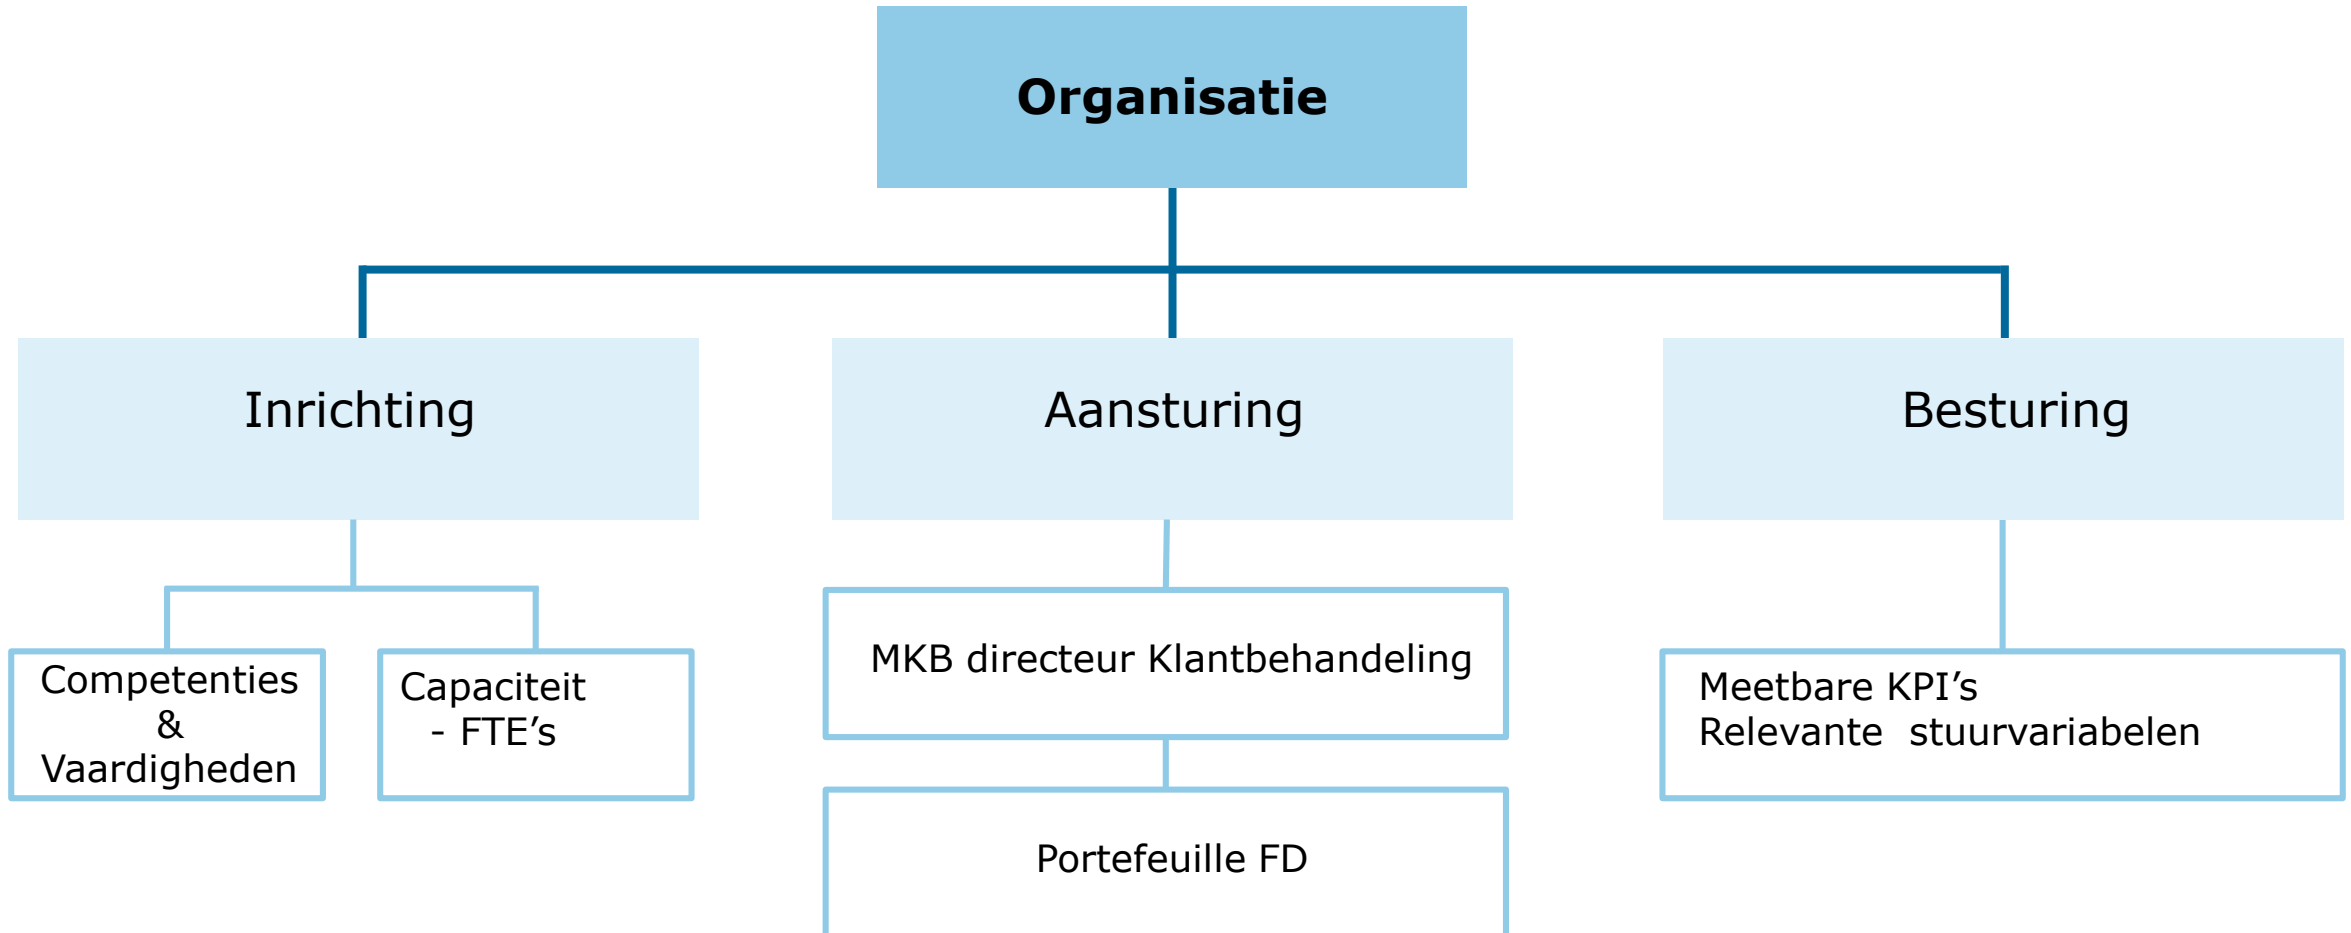 Organisatie
Inrichting
Aansturing
Besturing
Competenties
&
Vaardigheden
Capaciteit
- FTE’s
MKB directeur Klantbehandeling
Portefeuille FD
Meetbare KPI’s
Relevante  stuurvariabelen